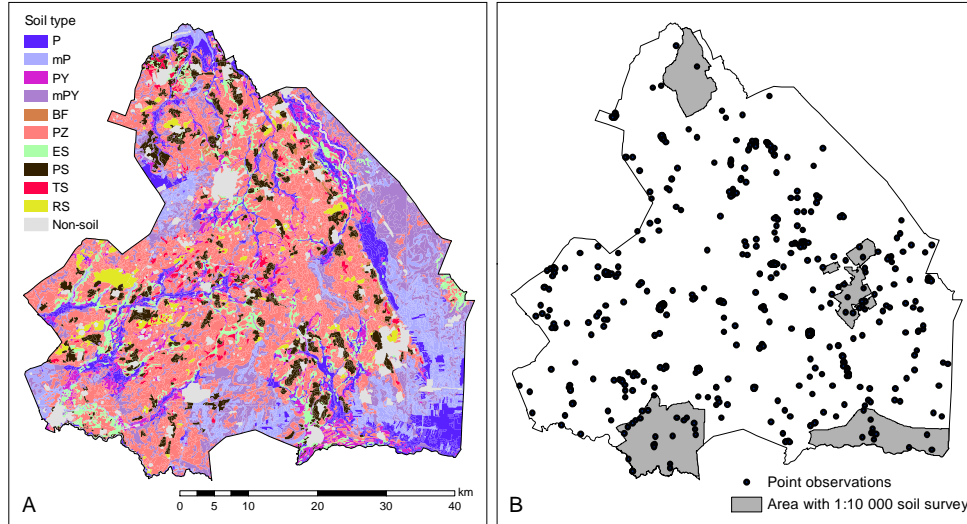 Soil type
P
mP
PY
mPY
BF
PZ
ES
PS
TS
RS
Non-soil
A
km
0 5 10 20 30 40
B
Point observations
Area with 1:10 000 soil survey